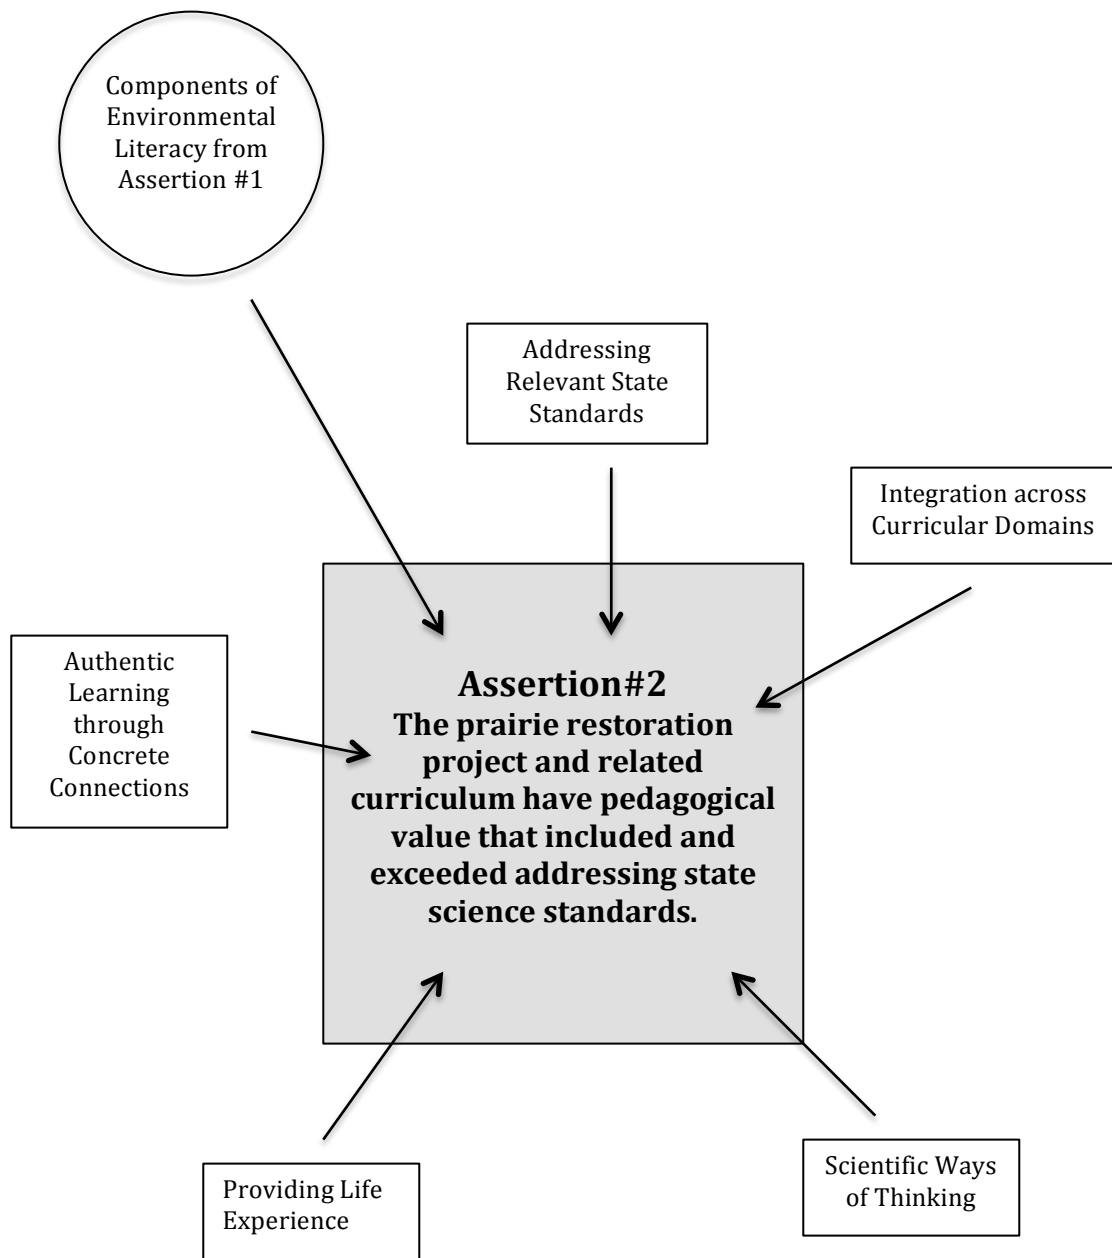 Components of
Environmental
Literacy from
Assertion #1
Addressing
Relevant State
Standards
Integration across
Curricular Domains
Authentic
Learning
through
Concrete
Connections
Assertion#2
The prairie restoration
project and related
curriculum have pedagogical
value that included and
exceeded addressing state
science standards.
Providing Life
Experience
Scientific Ways
of Thinking